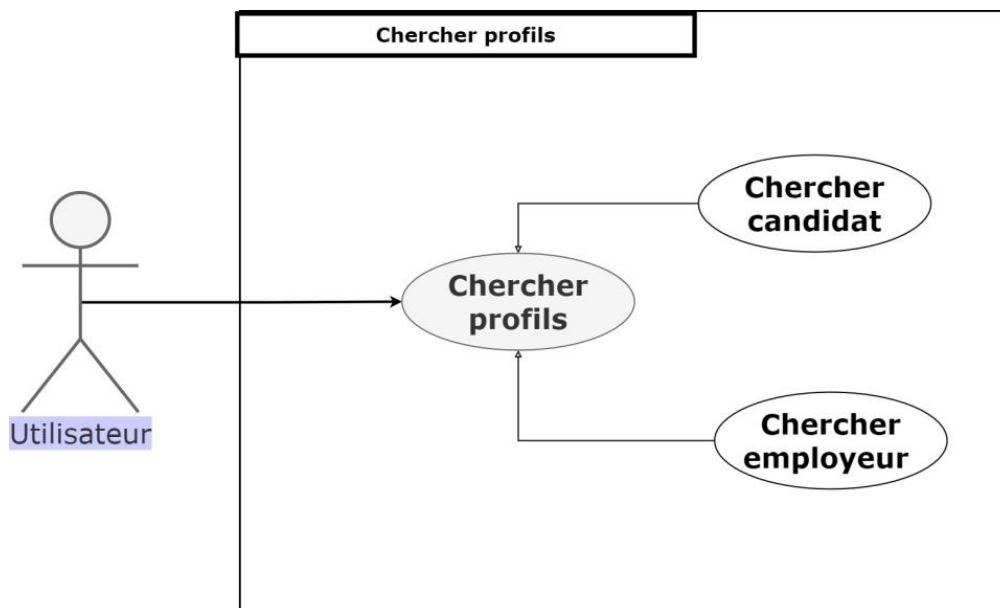 Chercher profils
Chercher
candidat
Chercher
profils
Utilisateur
Chercher
employeur